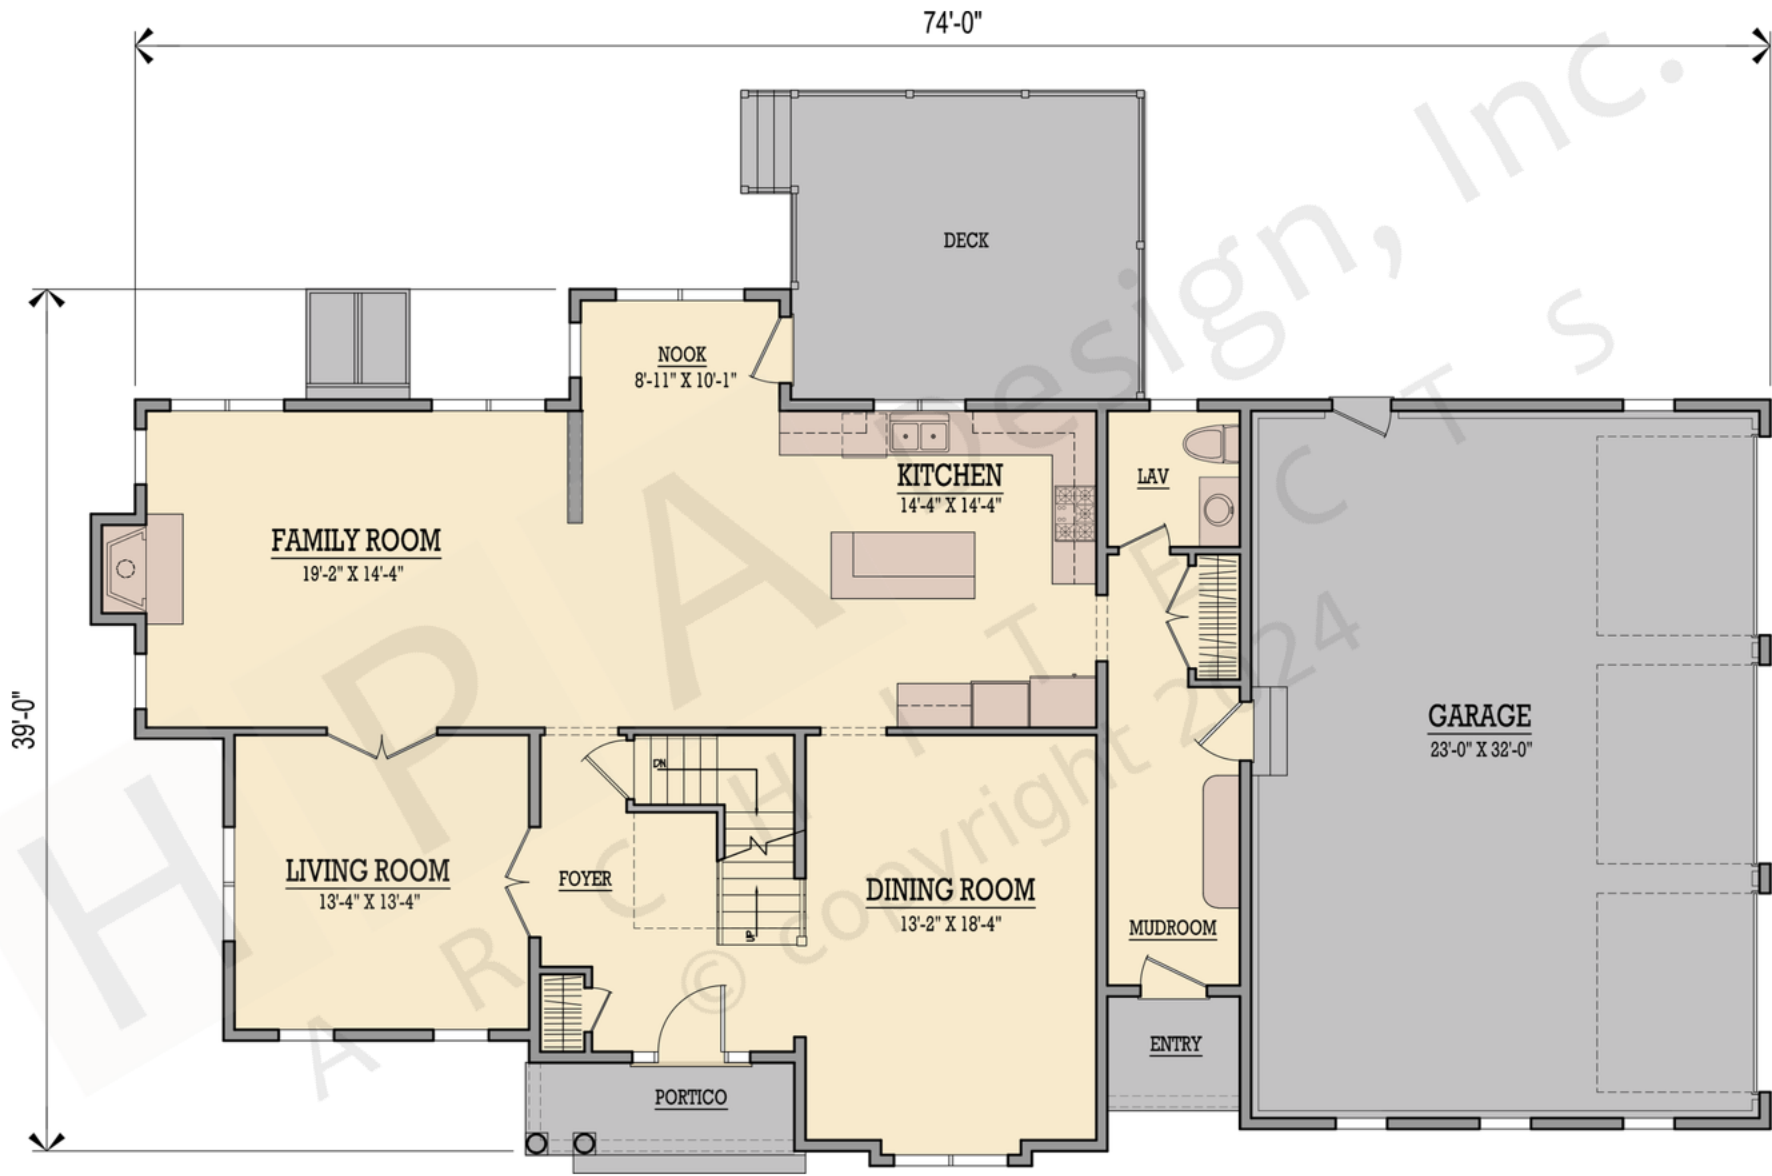 74'-0"
DECK
NOOK
8'-11" X 10'-1"
KITCHEN
14'-4" X 14'-4"
LAV
FAMILY ROOM
19'-2" X 14'-4"
39'-0"
GARAGE
23'-0" X 32'-0"
DN
LIVING ROOM
13'-4" X 13'-4"
FOYER
UP
DINING ROOM
13'-2" X 18'-4"
MUDROOM
ENTRY
PORTICO
HPA Design, Inc.
ARCHITECTS
© copyright 2024